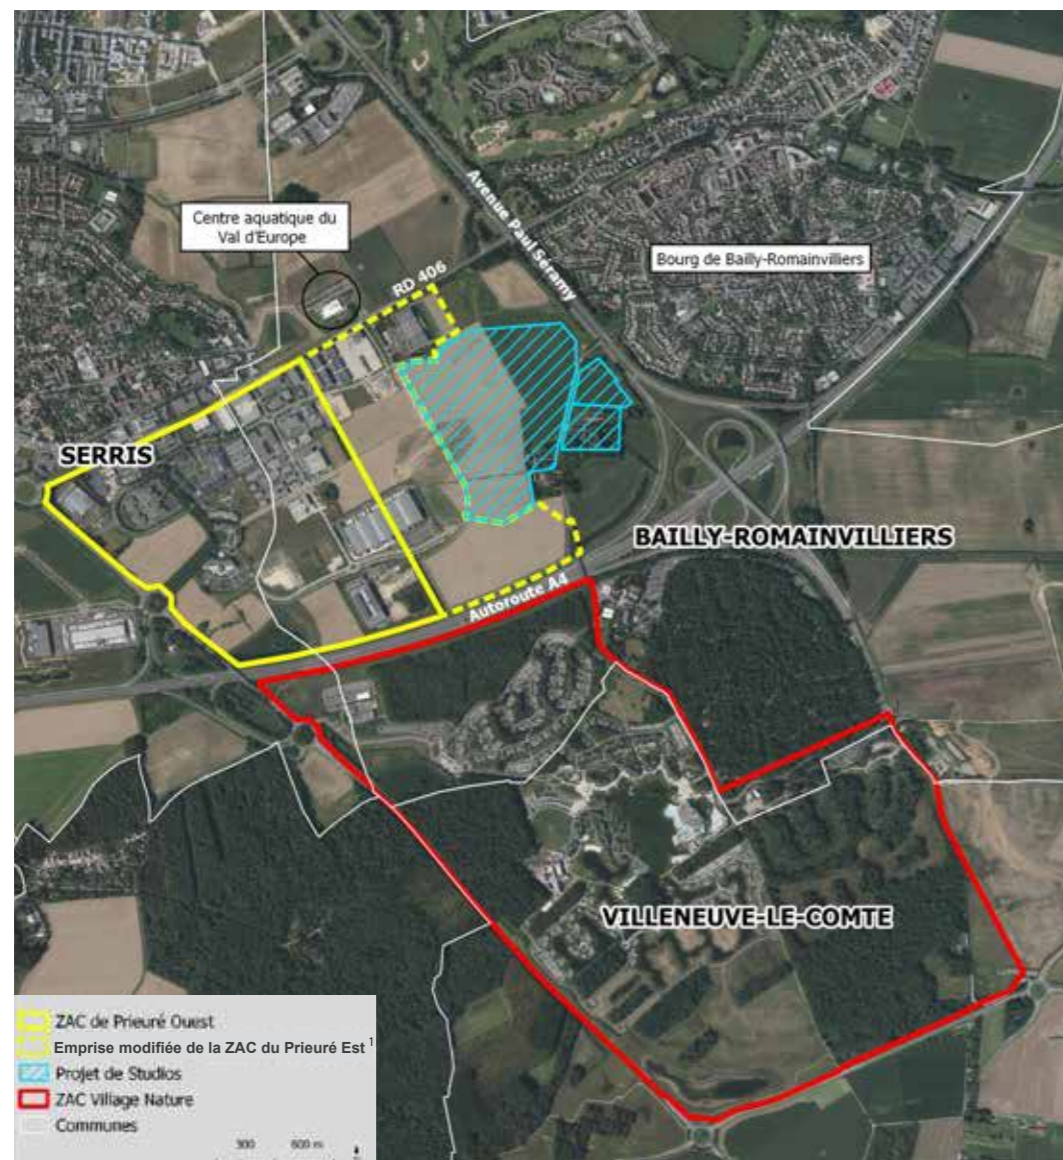 Centre aquatique du
Val d'Europe
Avenue Paul Séramy
RD 406
Bourg de Bailly-Romainvilliers
SERRIS
BAILLY-ROMAINVILLIERS
Autoroute A4
VILLENEUVE-LE-COMTE
ZAC de Prieuré Ouest
Emprise modifiée de la ZAC du Prieuré Est 1
Projet de Studios
ZAC Village Nature
Communes
300 600 m